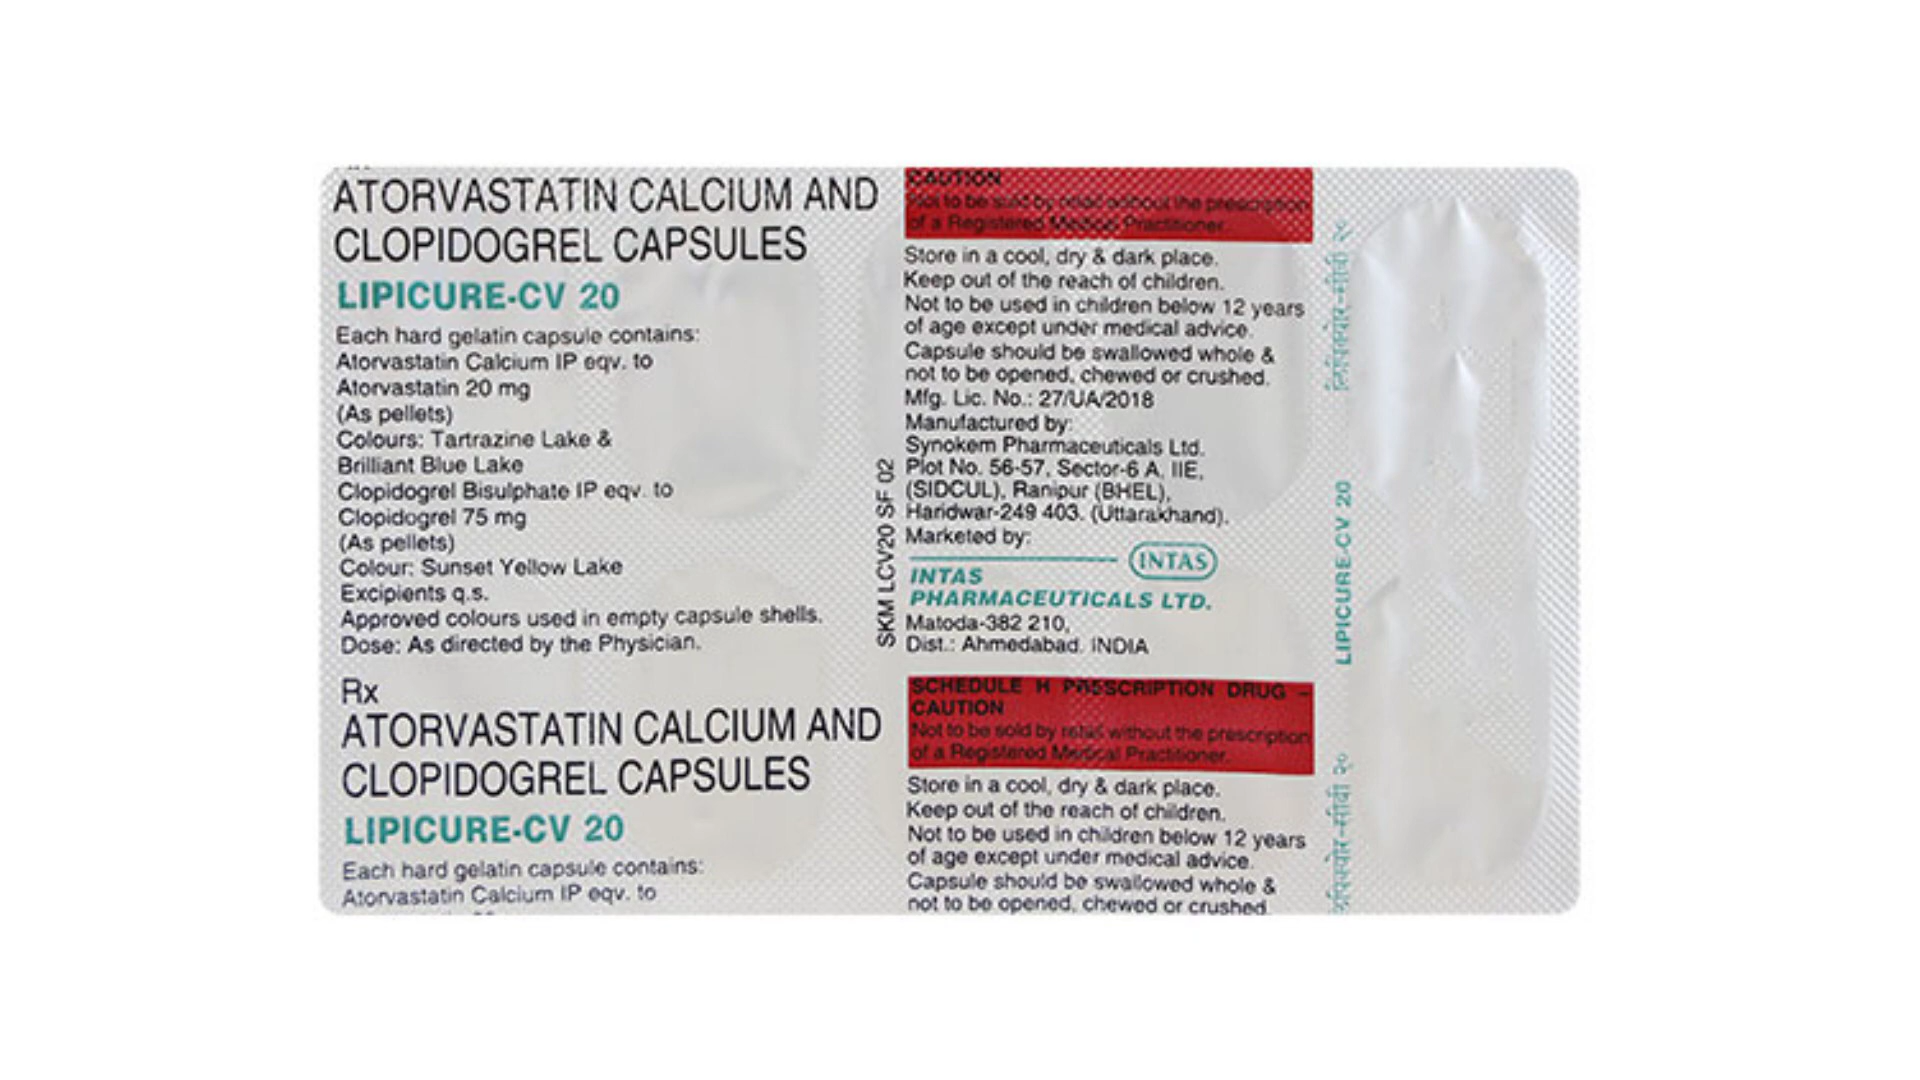 ATORVASTATIN CALCIUM AND
CLOPIDOGREL CAPSULES
LIPICURE-CV 20
Each hard gelatin capsule contains:
Atorvastatin Calcium IP eqv. to
Atorvastatin 20 mg
(As pellets)
Colours: Tartrazine Lake &
Brilliant Blue Lake
Clopidogrel Bisulphate IP eqv. to
Clopidogrel 75 mg
(As pellets)
Colour: Sunset Yellow Lake
Excipients q.s.
Approved colours used in empty capsule shells.
Dose: As directed by the Physician.
Rx
ATORVASTATIN CALCIUM AND
CLOPIDOGREL CAPSULES
LIPICURE-CV 20
Each hard gelatin capsule contains:
Atorvastatin Calcium IP eqv. to
SKM LCV20 SF 02
CAUTION
Not to be sold by retail without the prescription
of a Registered Medical Practitioner.
Store in a cool, dry & dark place.
Keep out of the reach of children.
Not to be used in children below 12 years
of age except under medical advice.
Capsule should be swallowed whole &
not to be opened, chewed or crushed.
Mfg. Lic. No.: 27/UA/2018
Manufactured by:
Synokem Pharmaceuticals Ltd.
Plot No. 56-57, Sector-6 A, IIE,
(SIDCUL), Ranipur (BHEL),
Haridwar-249 403. (Uttarakhand).
Marketed by:
INTAS
INTAS
PHARMACEUTICALS LTD.
Matoda-382 210,
Dist.: Ahmedabad. INDIA
SCHEDULE H PRESCRIPTION DRUG –
CAUTION
Not to be sold by retail without the prescription
of a Registered Medical Practitioner.
Store in a cool, dry & dark place.
Keep out of the reach of children.
Not to be used in children below 12 years
of age except under medical advice.
Capsule should be swallowed whole &
not to be opened, chewed or crushed.
लिपिक्योर-सीवी २०
LIPICURE-CV 20
लिपिक्योर-सीवी २०